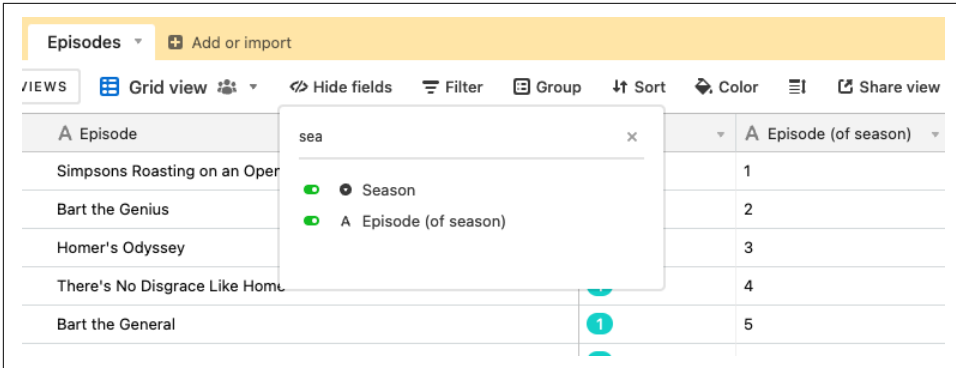 Episodes Add or import
VIEWS Grid view Hide fields Filter Group Sort Color Share view
A Episode A Episode (of season)
sea
Simpsons Roasting on an Oper 1
Season
Bart the Genius 2
A Episode (of season)
Homer's Odyssey 3
There's No Disgrace Like Home 4
Bart the General 1 5